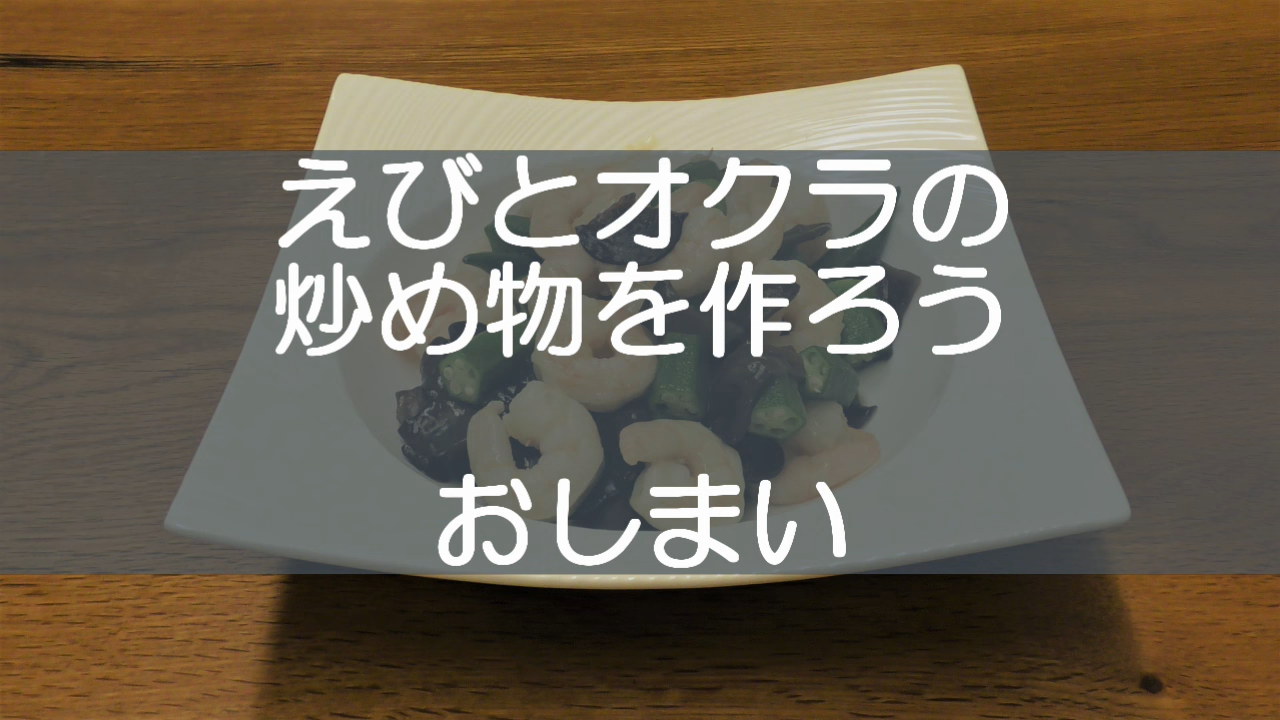 えびとオクラの
炒め物を作ろう
おしまい